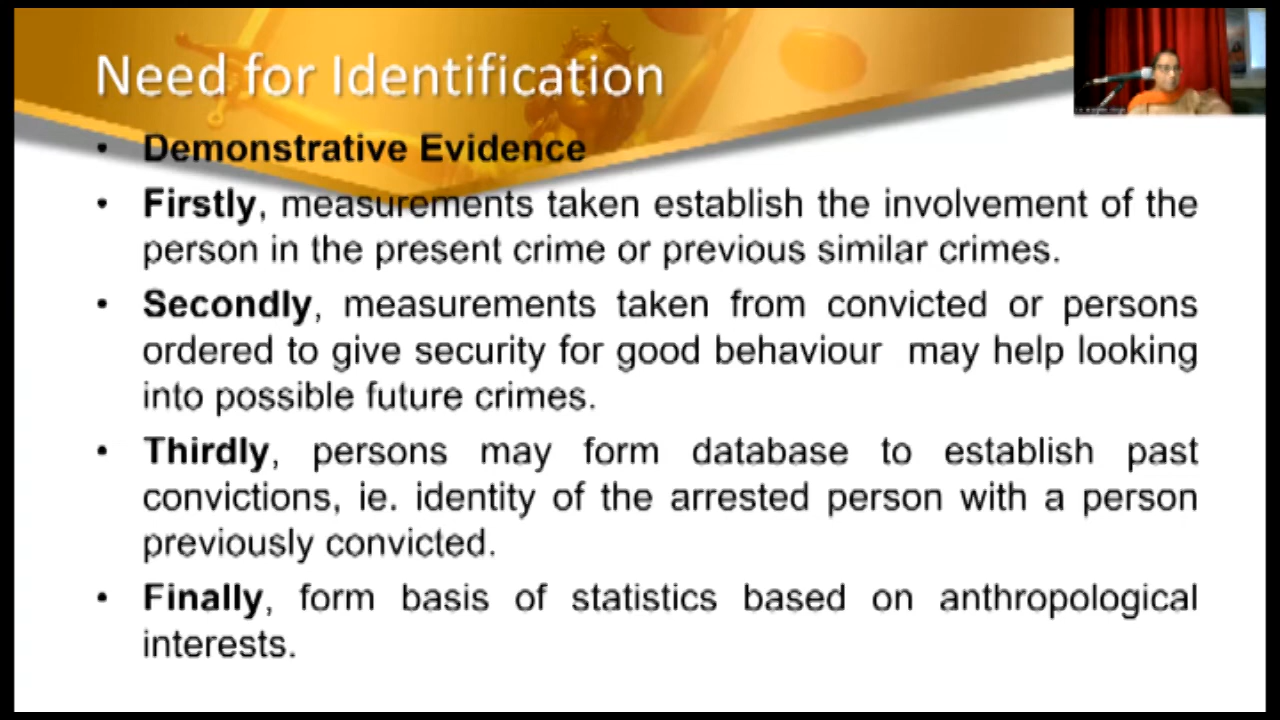 Need for Identification
• Demonstrative Evidence
• Firstly, measurements taken establish the involvement of the
person in the present crime or previous similar crimes.
• Secondly, measurements taken from convicted or persons
ordered to give security for good behaviour may help looking
into possible future crimes.
• Thirdly, persons may form database to establish past
convictions, ie. identity of the arrested person with a person
previously convicted.
• Finally, form basis of statistics based on anthropological
interests.